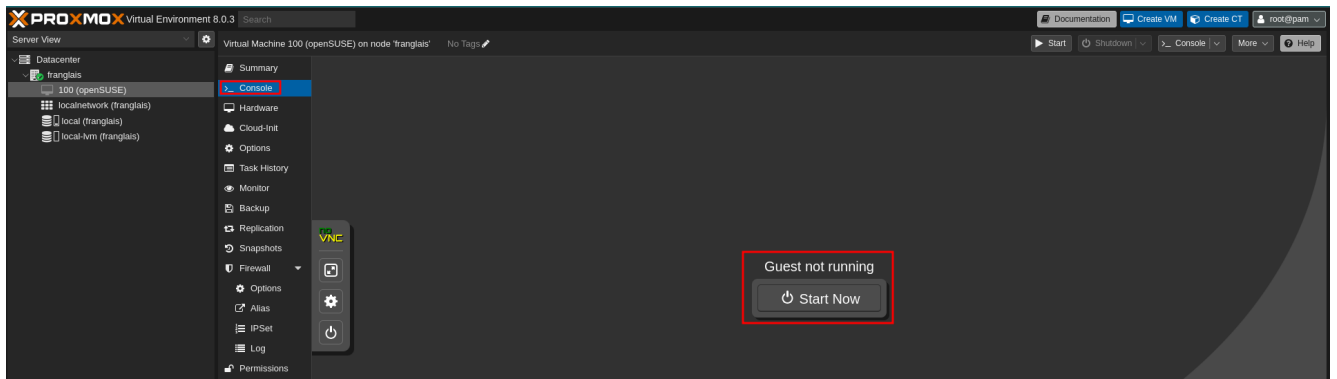 PROXMOX Virtual Environment 8.0.3 Search Documentation Create VM Create CT root@pam
Server View
Virtual Machine 100 (openSUSE) on node 'franglais' No Tags Start Shutdown Console More Help
Datacenter
franglais
100 (openSUSE)
localnetwork (franglais)
local (franglais)
local-lvm (franglais)
Summary
Console
Hardware
Cloud-Init
Options
Task History
Monitor
Backup
Replication
Snapshots
Firewall
Options
Alias
IPSet
Log
Permissions
no
VNC
Guest not running
Start Now